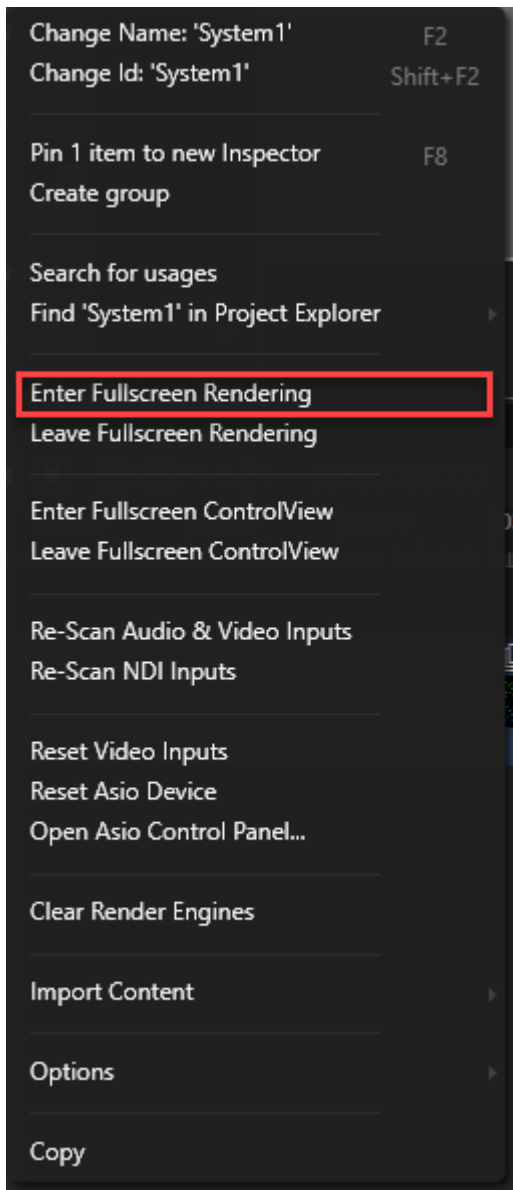 Change Name: 'System1' F2
Change Id: 'System1' Shift+F2
Pin 1 item to new Inspector F8
Create group
Search for usages
Find 'System1' in Project Explorer
Enter Fullscreen Rendering
Leave Fullscreen Rendering
Enter Fullscreen ControlView
Leave Fullscreen ControlView
Re-Scan Audio & Video Inputs
Re-Scan NDI Inputs
Reset Video Inputs
Reset Asio Device
Open Asio Control Panel...
Clear Render Engines
Import Content
Options
Copy